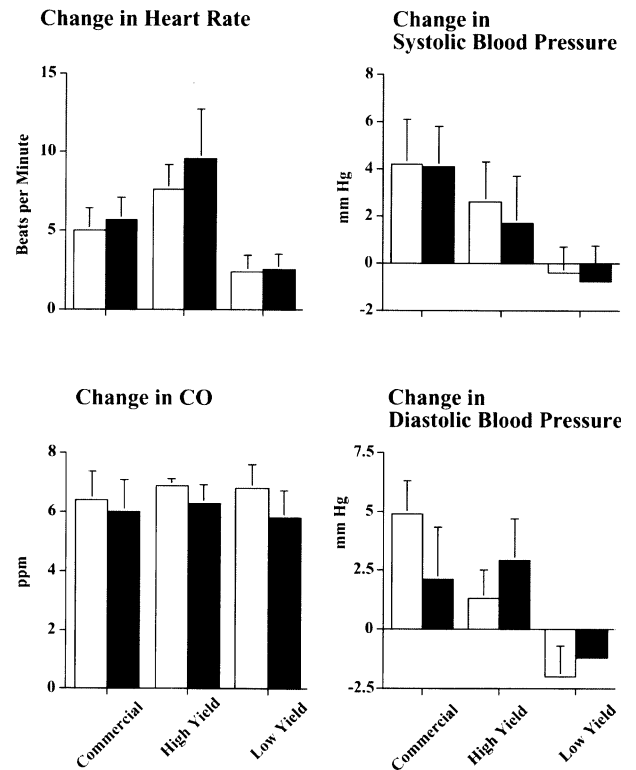 Change in Heart Rate
Beats per Minute
15
10
5
0
Change in
Systolic Blood Pressure
mm Hg
8
6
4
2
0
-2
Change in CO
ppm
8
6
4
2
0
Commercial
High Yield
Low Yield
Change in
Diastolic Blood Pressure
mm Hg
7.5
5
2.5
0
-2.5
Commercial
High Yield
Low Yield